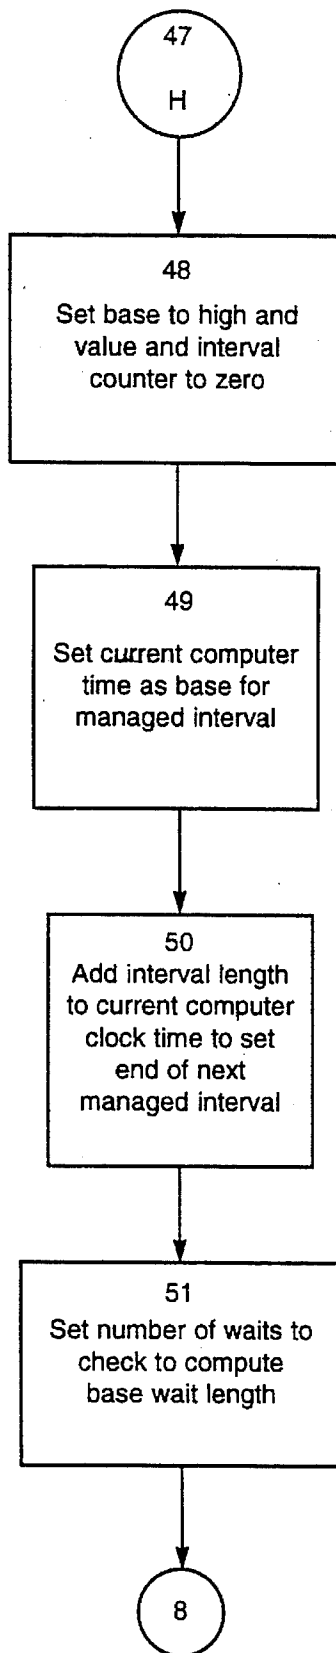 47
H
48
Set base to high and
value and interval
counter to zero
49
Set current computer
time as base for
managed interval
50
Add interval length
to current computer
clock time to set
end of next
managed interval
51
Set number of waits to
check to compute
base wait length
8